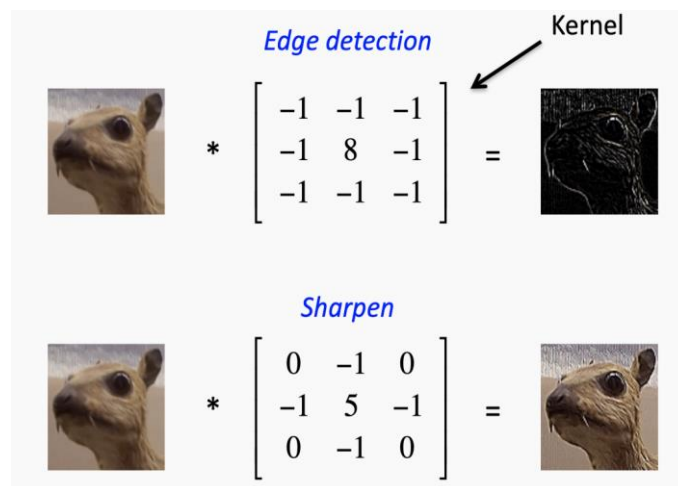 Edge detection
Kernel
−1 −1 −1
* −1 8 −1 =
−1 −1 −1
Sharpen
0 −1 0
* −1 5 −1 =
0 −1 0